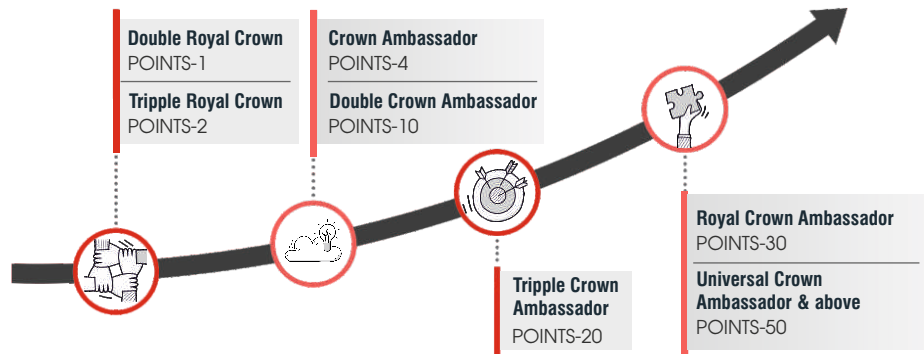 Double Royal Crown
POINTS-1
Tripple Royal Crown
POINTS-2
Crown Ambassador
POINTS-4
Double Crown Ambassador
POINTS-10
Tripple Crown
Ambassador
POINTS-20
Royal Crown Ambassador
POINTS-30
Universal Crown
Ambassador & above
POINTS-50